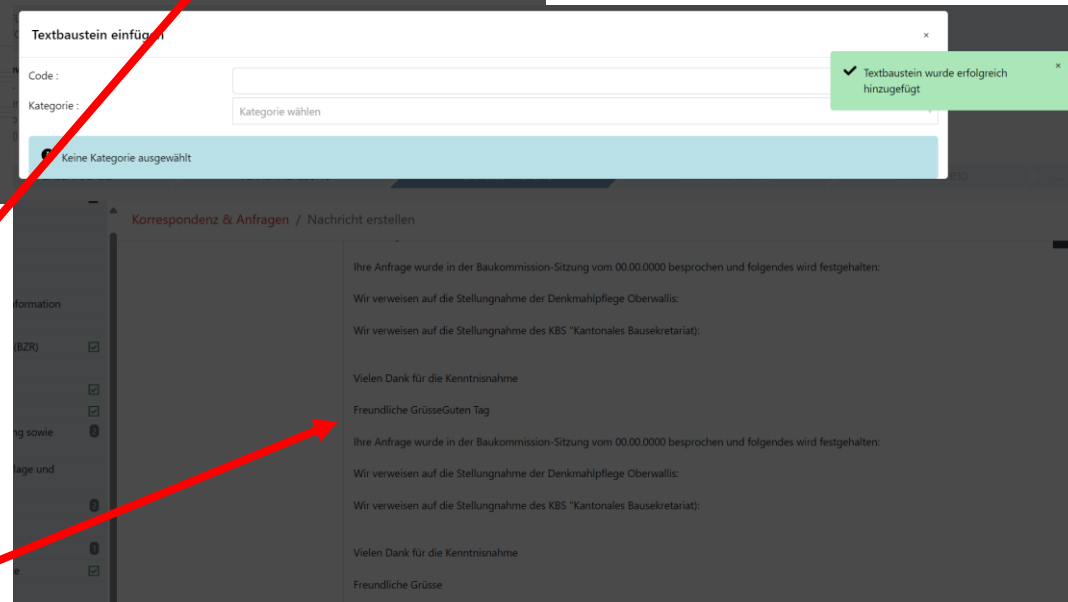 Textbaustein einfügen
×
Code :
Textbaustein wurde erfolgreich
hinzugefügt
×
Kategorie :
Kategorie wählen
Keine Kategorie ausgewählt
Korrespondenz & Anfragen / Nachricht erstellen
Ihre Anfrage wurde in der Baukommission-Sitzung vom 00.00.0000 besprochen und folgendes wird festgehalten:
Wir verweisen auf die Stellungnahme der Denkmahlpflege Oberwallis:
Wir verweisen auf die Stellungnahme des KBS "Kantonales Bausekretariat):
(BZR)
Vielen Dank für die Kenntnisnahme
Freundliche GrüsseGuten Tag
sowie
2
Ihre Anfrage wurde in der Baukommission-Sitzung vom 00.00.0000 besprochen und folgendes wird festgehalten:
und
Wir verweisen auf die Stellungnahme der Denkmahlpflege Oberwallis:
2
Wir verweisen auf die Stellungnahme des KBS "Kantonales Bausekretariat):
1
Vielen Dank für die Kenntnisnahme
Freundliche Grüsse